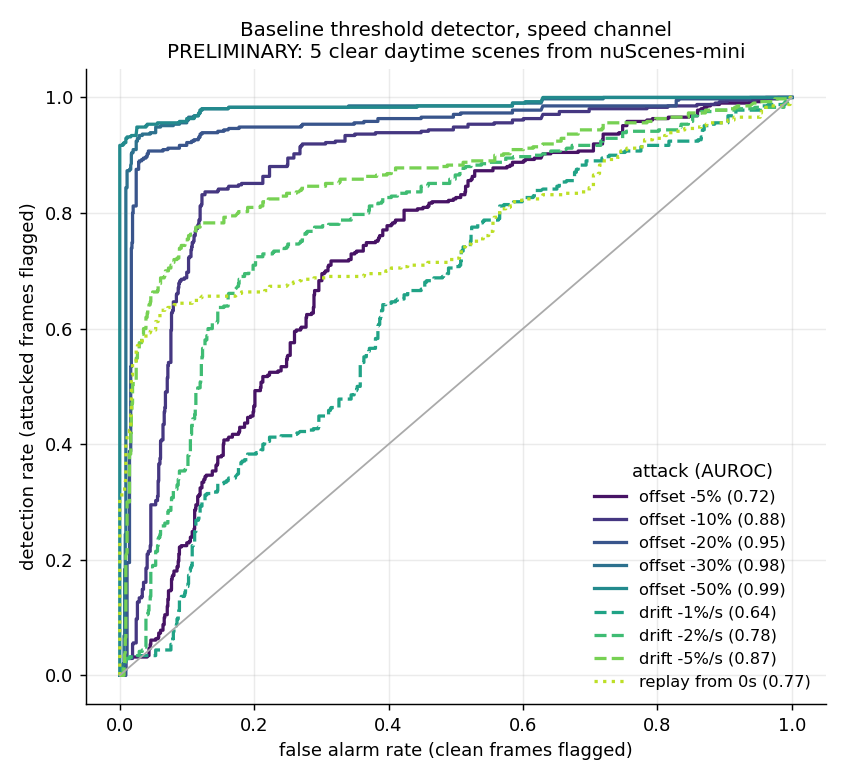 Baseline threshold detector, speed channel
PRELIMINARY: 5 clear daytime scenes from nuScenes-mini
detection rate (attacked frames flagged)
1.0
0.8
0.6
0.4
0.2
0.0
attack (AUROC)
offset -5% (0.72)
offset -10% (0.88)
offset -20% (0.95)
offset -30% (0.98)
offset -50% (0.99)
drift -1%/s (0.64)
drift -2%/s (0.78)
drift -5%/s (0.87)
replay from 0s (0.77)
0.0 0.2 0.4 0.6 0.8 1.0
false alarm rate (clean frames flagged)